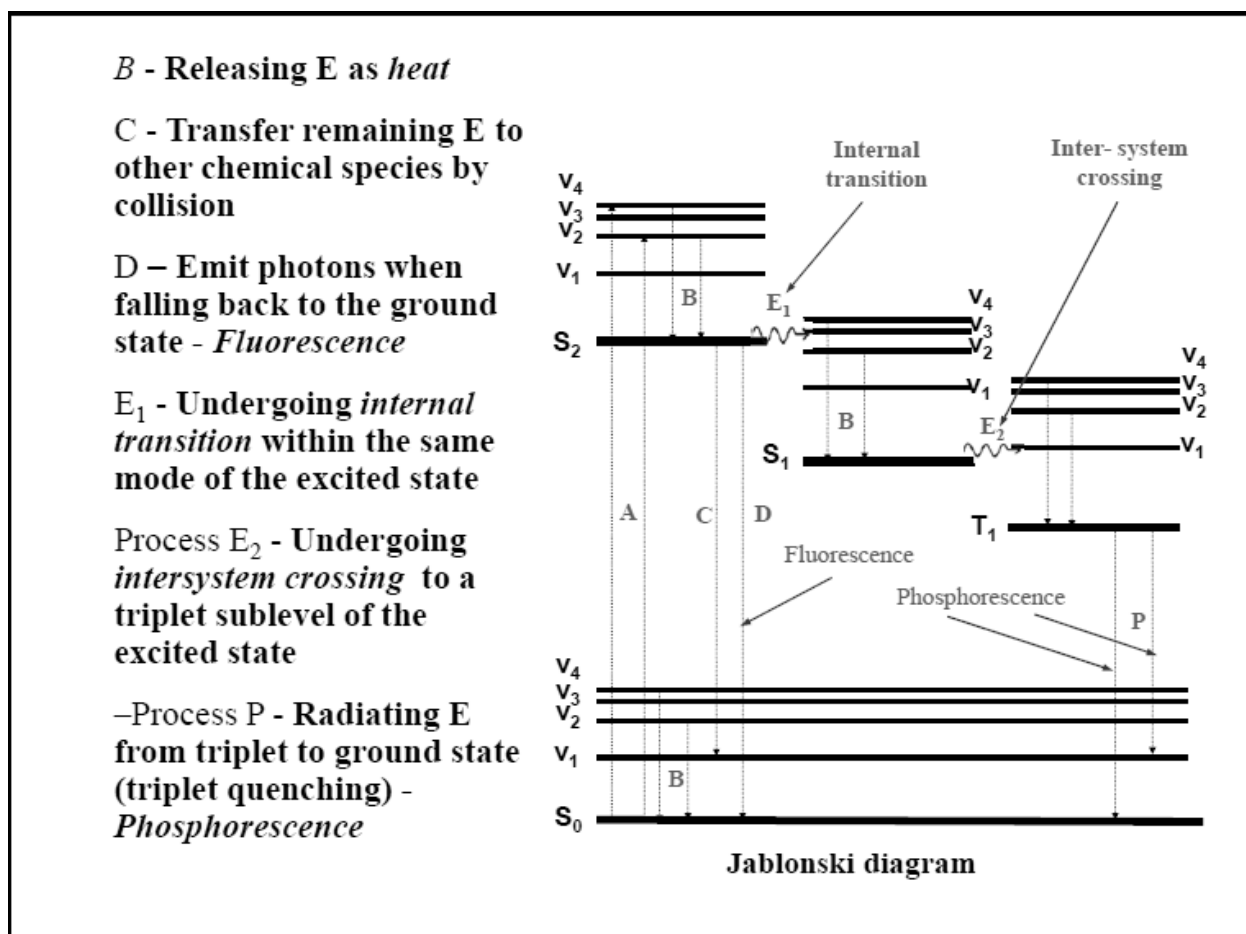 B - Releasing E as heat
C - Transfer remaining E to
other chemical species by
collision
D – Emit photons when
falling back to the ground
state - Fluorescence
E₁ - Undergoing internal
transition within the same
mode of the excited state
Process E₂ - Undergoing
intersystem crossing to a
triplet sublevel of the
excited state
–Process P - Radiating E
from triplet to ground state
(triplet quenching) -
Phosphorescence
Internal
transition
Inter- system
crossing
V₄
V₃
V₂
V₁
B
S₂
E₁
V₄
V₃
V₂
V₁
B
S₁
E₂
V₄
V₃
V₂
V₁
T₁
A
C
D
Fluorescence
Phosphorescence
P
V₄
V₃
V₂
V₁
B
S₀
Jablonski diagram